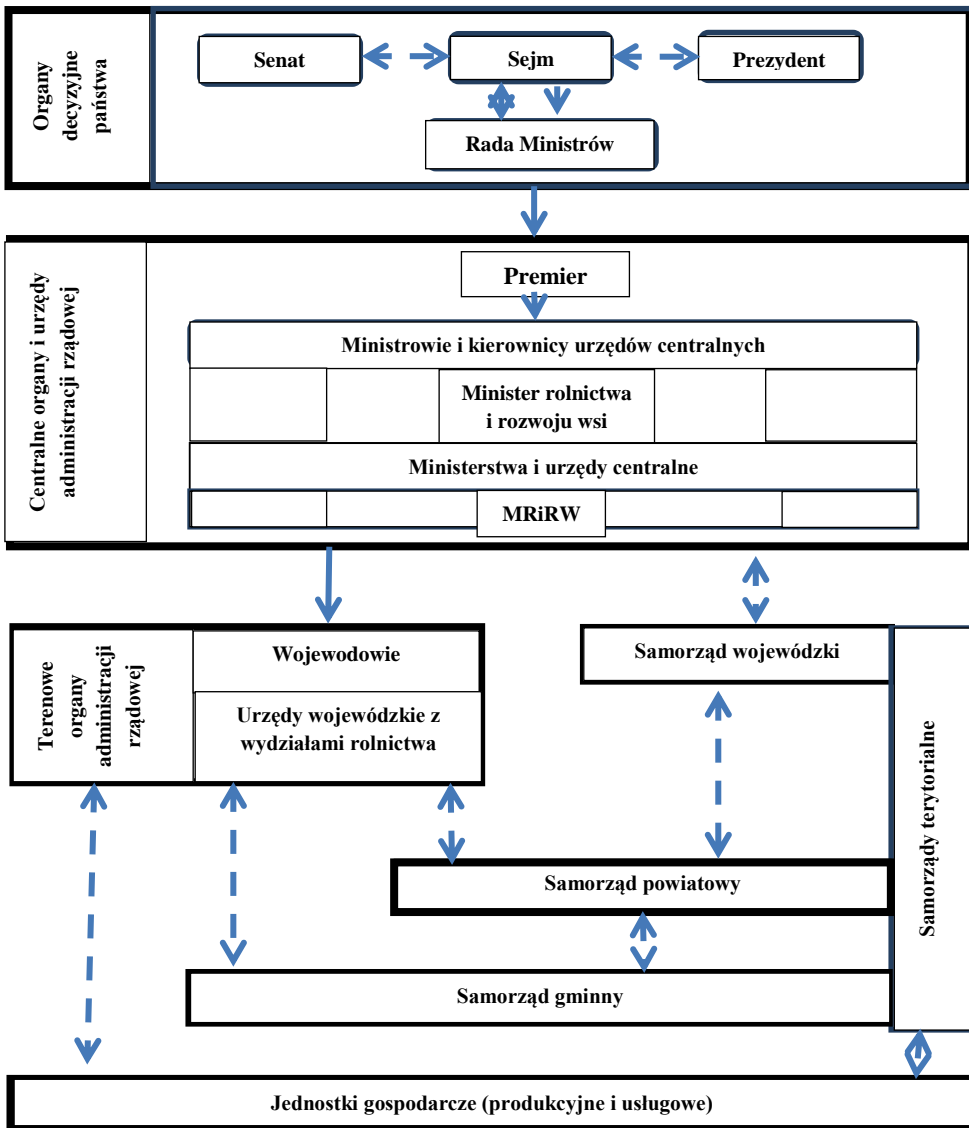 Organy
decyzyjne
państwa
Senat
Sejm
Prezydent
Rada Ministrów
Centralne organy i urzędy
administracji rządowej
Premier
Ministrowie i kierownicy urzędów centralnych
Minister rolnictwa
i rozwoju wsi
Ministerstwa i urzędy centralne
MRiRW
Terenowe
organy
administracji
rządowej
Wojewodowie
Urzędy wojewódzkie z
wydziałami rolnictwa
Samorząd wojewódzki
Samorządy terytorialne
Samorząd powiatowy
Samorząd gminny
Jednostki gospodarcze (produkcyjne i usługowe)